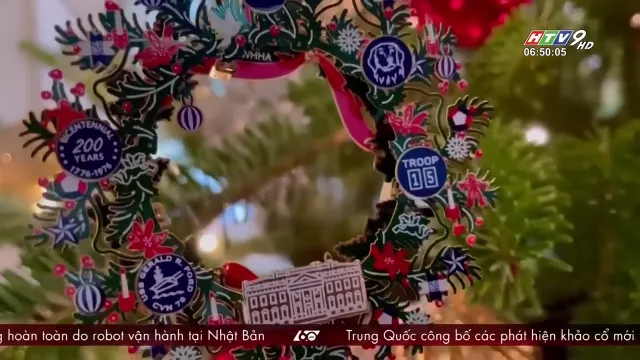 HTV9 HD
06:50:05
WHHA
BICENTENNIAL
200
YEARS
1776-1976
TROOP
15
USS GERALD R. FORD
CVN 78
g hoàn toàn do robot vận hành tại Nhật Bản
60
Trung Quốc công bố các phát hiện khảo cổ mới